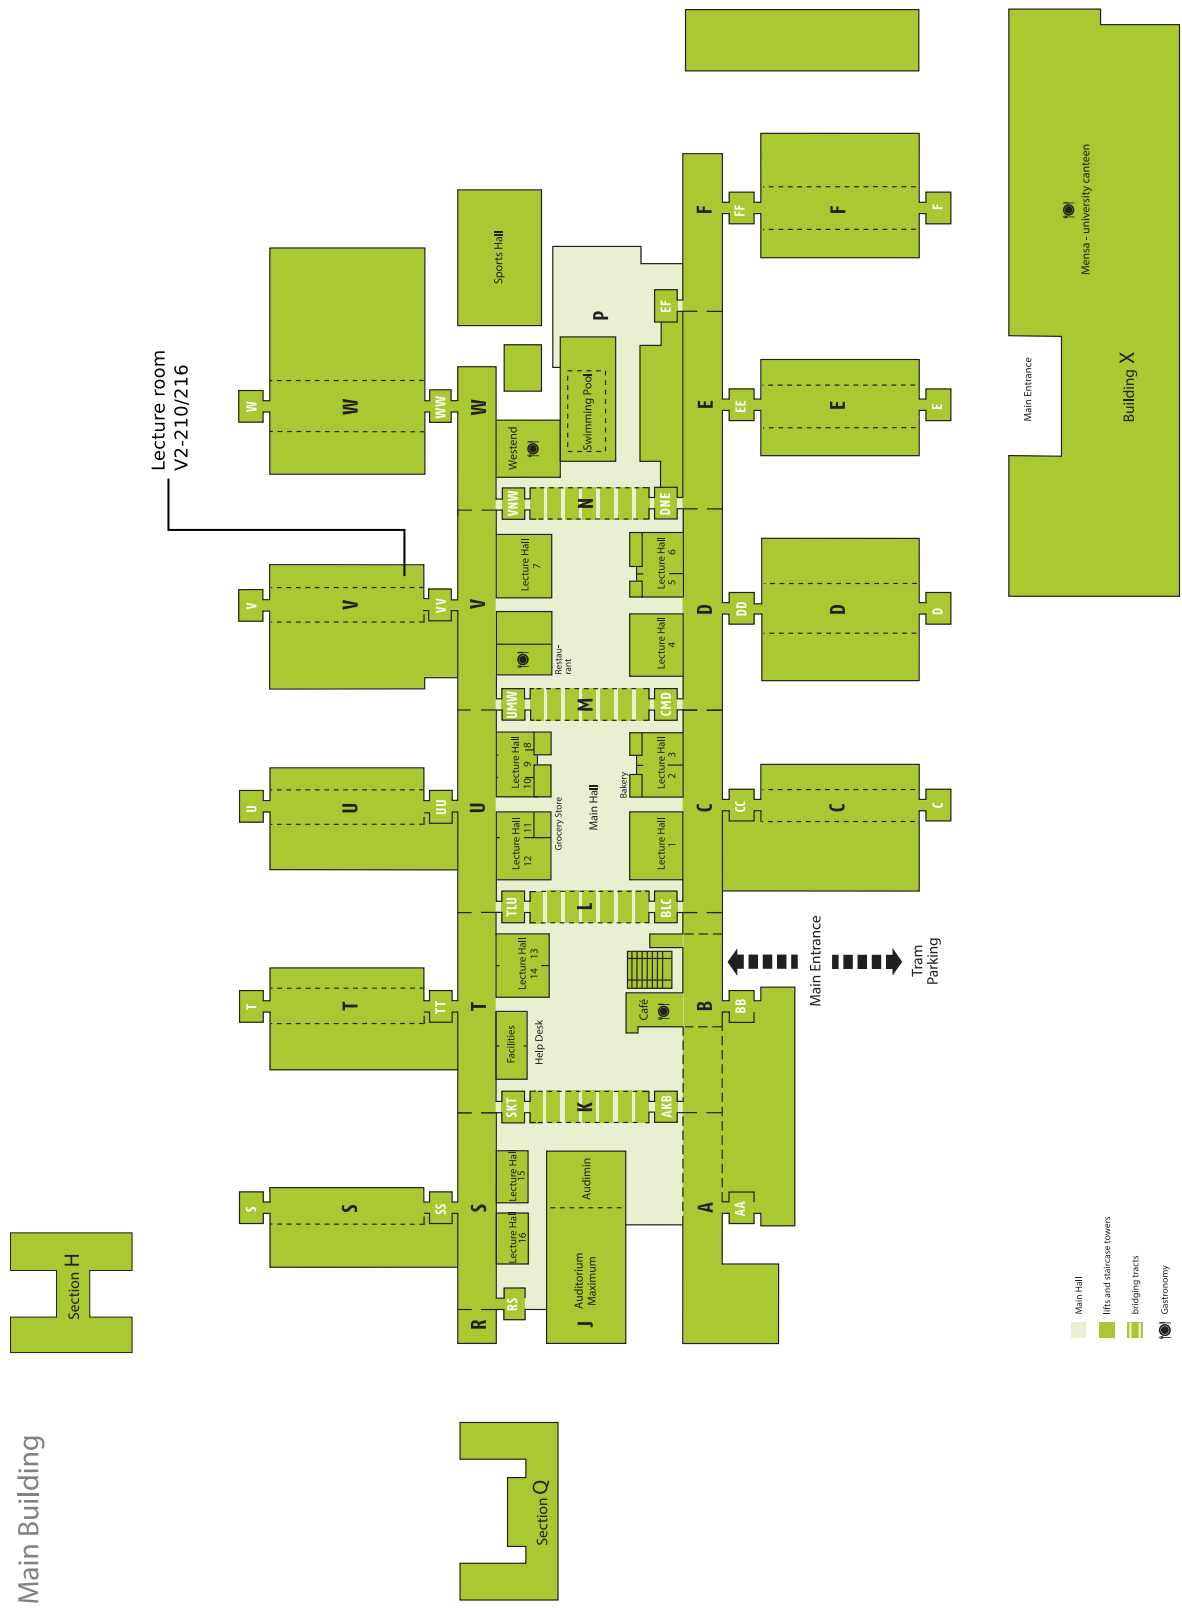 Main Building
Section H
Section Q
Lecture room
V2-210/216
S
T
U
V
W
S
T
U
V
W
SS
TT
UU
VV
WW
R
S
T
U
V
W
RS
SKT
TLU
UMW
VNW
Lecture Hall
16
Lecture Hall
15
Facilities
Help Desk
Lecture Hall
14 13
Lecture Hall
12 11
Lecture Hall
10 9 8
Grocery Store
Restau-
rant
Lecture Hall
7
Westend
Sports Hall
J
Auditorium
Maximum
Audimin
K
L
M
N
P
Swimming Pool
Main Hall
Bakery
Café
Lecture Hall
1
Lecture Hall
2 3
Lecture Hall
4
Lecture Hall
5 6
AKB
BLC
CMD
DNE
EF
A
B
C
D
E
F
AA
BB
CC
DD
EE
FF
C
D
E
F
C
D
E
F
Main Entrance
Tram
Parking
Main Entrance
Building X
Mensa - university canteen
Main Hall
lifts and staircase towers
bridging tracts
Gastronomy